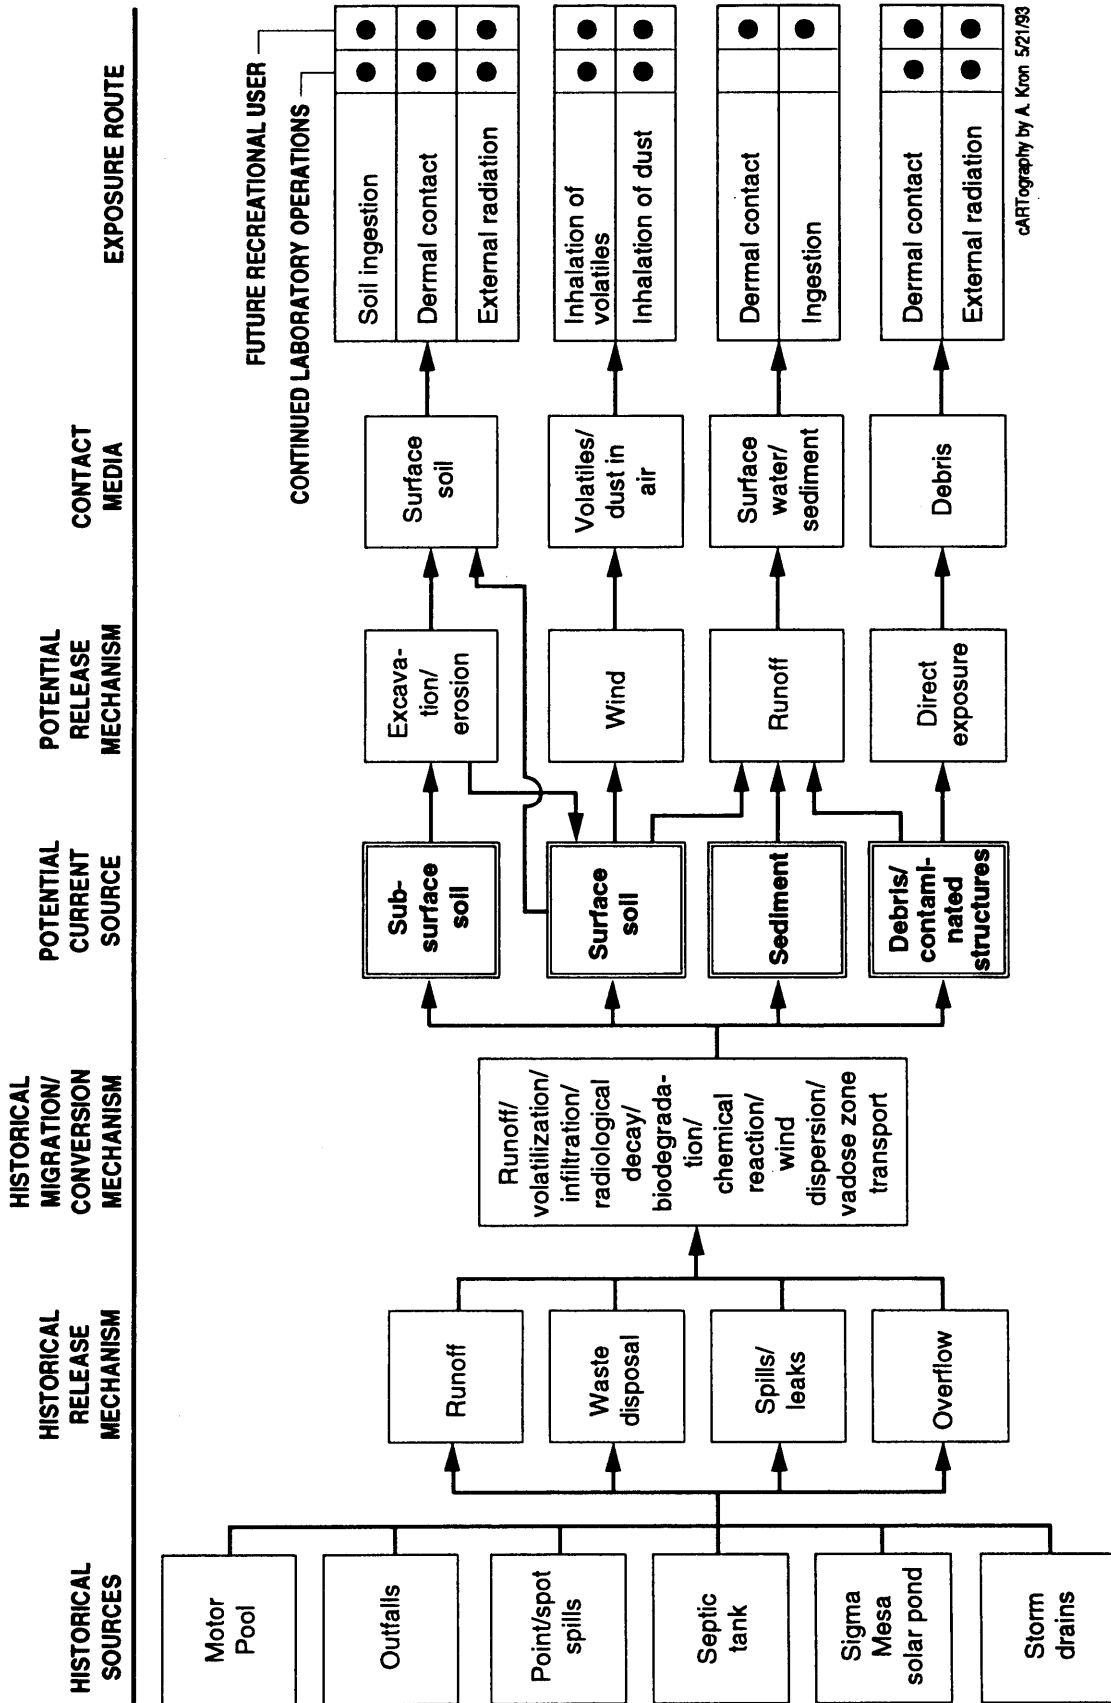 HISTORICAL
SOURCES
HISTORICAL
RELEASE
MECHANISM
HISTORICAL
MIGRATION/
CONVERSION
MECHANISM
POTENTIAL
CURRENT
SOURCE
POTENTIAL
RELEASE
MECHANISM
CONTACT
MEDIA
EXPOSURE ROUTE
Motor
Pool
Outfalls
Point/spot
spills
Septic
tank
Sigma
Mesa
solar pond
Storm
drains
Runoff
Waste
disposal
Spills/
leaks
Overflow
Runoff/
volatilization/
infiltration/
radiological
decay/
biodegrada-
tion/
chemical
reaction/
wind
dispersion/
vadose zone
transport
Sub-
surface
soil
Surface
soil
Sediment
Debris/
contami-
nated
structures
Excava-
tion/
erosion
Wind
Runoff
Direct
exposure
Surface
soil
Volatiles/
dust in
air
Surface
water/
sediment
Debris
FUTURE RECREATIONAL USER
CONTINUED LABORATORY OPERATIONS
Soil ingestion
Dermal contact
External radiation
Inhalation of
volatiles
Inhalation of dust
Dermal contact
Ingestion
Dermal contact
External radiation
cARTography by A. Kron 5/21/93